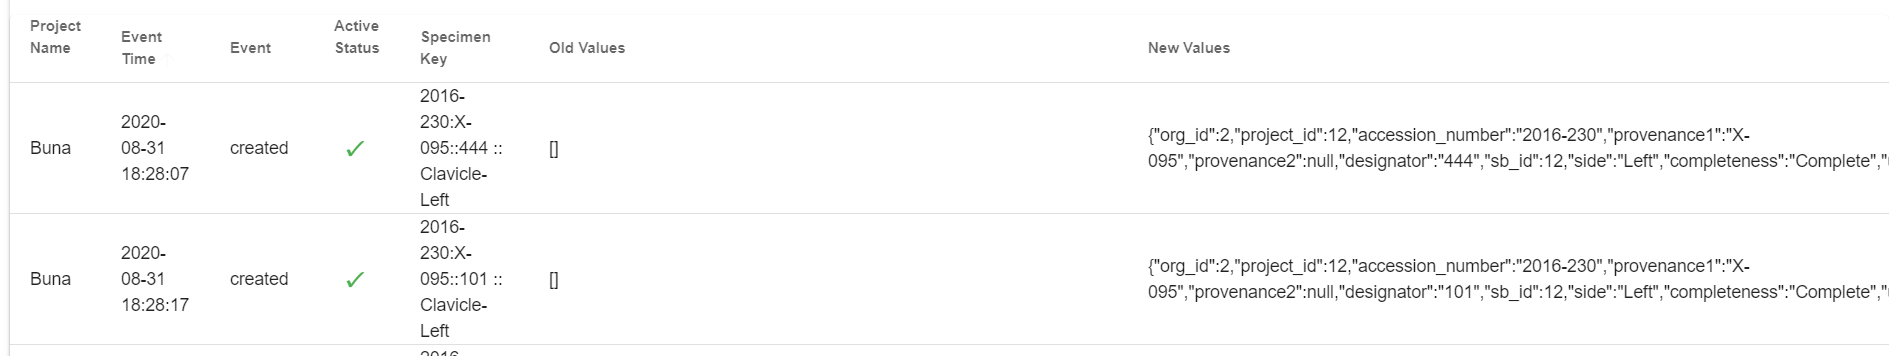 Project Name
Event Time
Event
Active Status
Specimen Key
Old Values
New Values
Buna
2020-
08-31
18:28:07
created
2016-
230:X-
095::444 ::
Clavicle-
Left
[]
{"org_id":2,"project_id":12,"accession_number":"2016-230","provenance1":"X-
095","provenance2":null,"designator":"444","sb_id":12,"side":"Left","completeness":"Complete","
Buna
2020-
08-31
18:28:17
created
2016-
230:X-
095::101 ::
Clavicle-
Left
[]
{"org_id":2,"project_id":12,"accession_number":"2016-230","provenance1":"X-
095","provenance2":null,"designator":"101","sb_id":12,"side":"Left","completeness":"Complete","
2016-